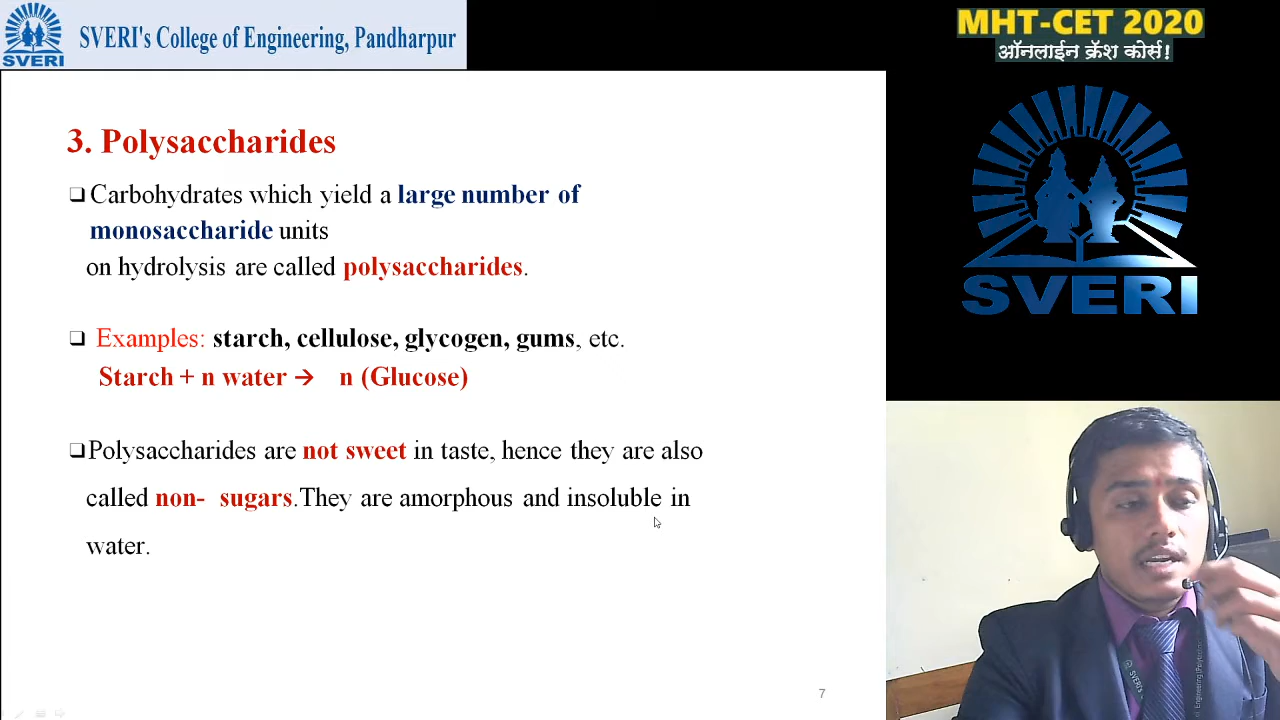 SVERI
SVERI's College of Engineering, Pandharpur
MHT-CET 2020
ऑनलाईन क्रॅश कोर्स!
SVERI
3. Polysaccharides
Carbohydrates which yield a large number of
monosaccharide units
on hydrolysis are called polysaccharides.
Examples: starch, cellulose, glycogen, gums, etc.
Starch + n water → n (Glucose)
Polysaccharides are not sweet in taste, hence they are also
called non- sugars.They are amorphous and insoluble in
water.
7